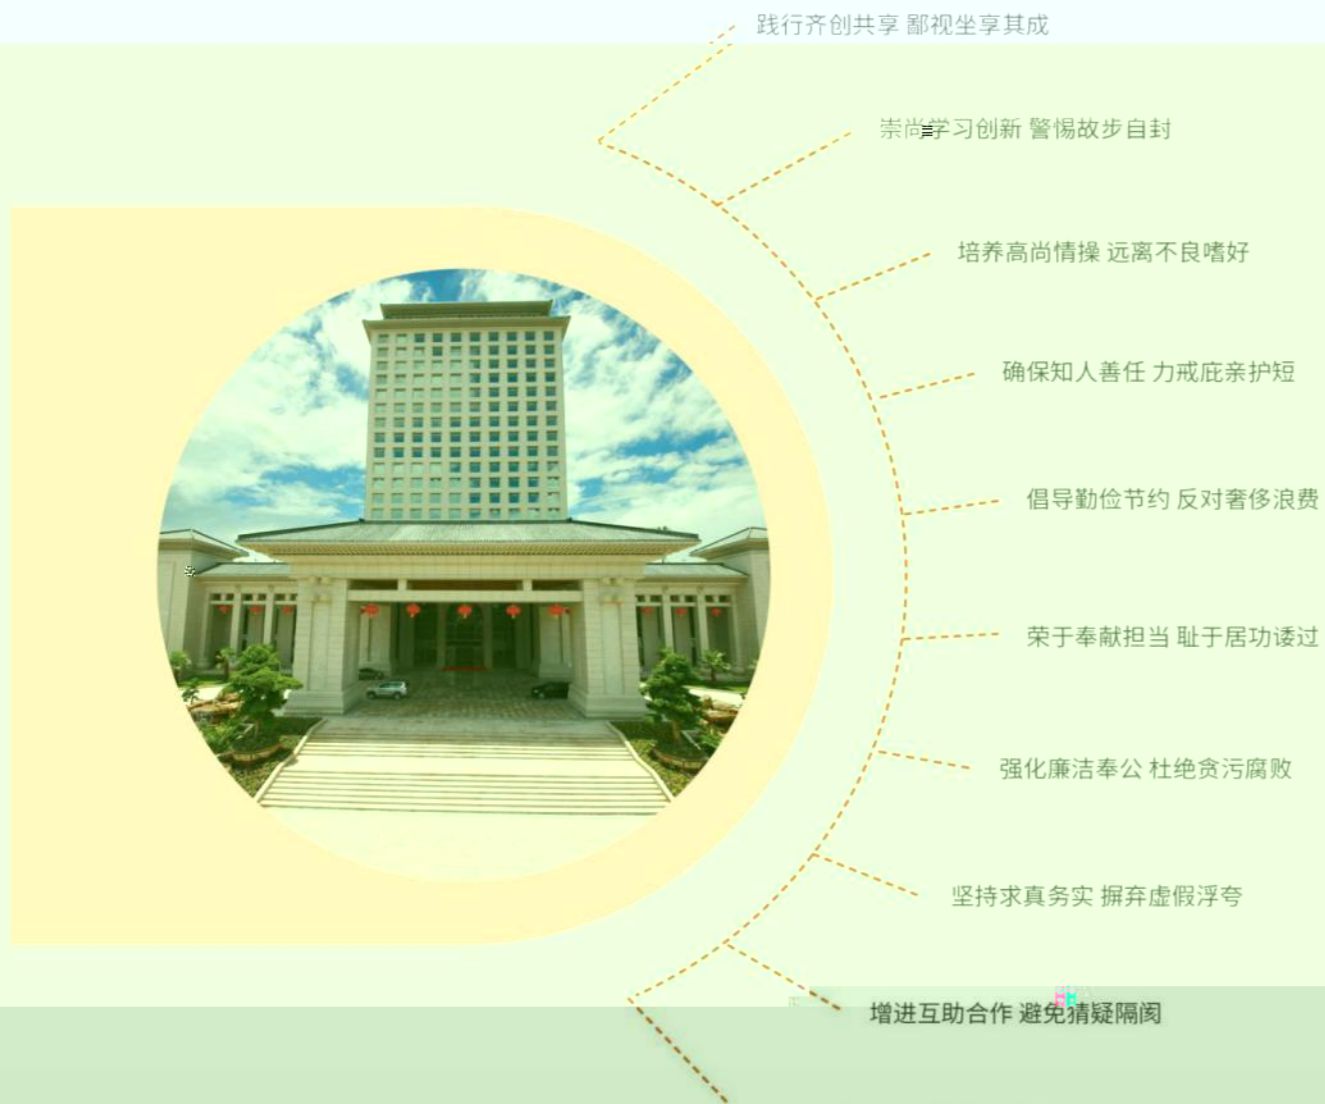 践行齐创共享 鄙视坐享其成
崇尚学习创新 警惕故步自封
培养高尚情操 远离不良嗜好
确保知人善任 力戒庇亲护短
倡导勤俭节约 反对奢侈浪费
荣于奉献担当 耻于居功诿过
强化廉洁奉公 杜绝贪污腐败
坚持求真务实 摒弃虚假浮夸
增进互助合作 避免猜疑隔阂